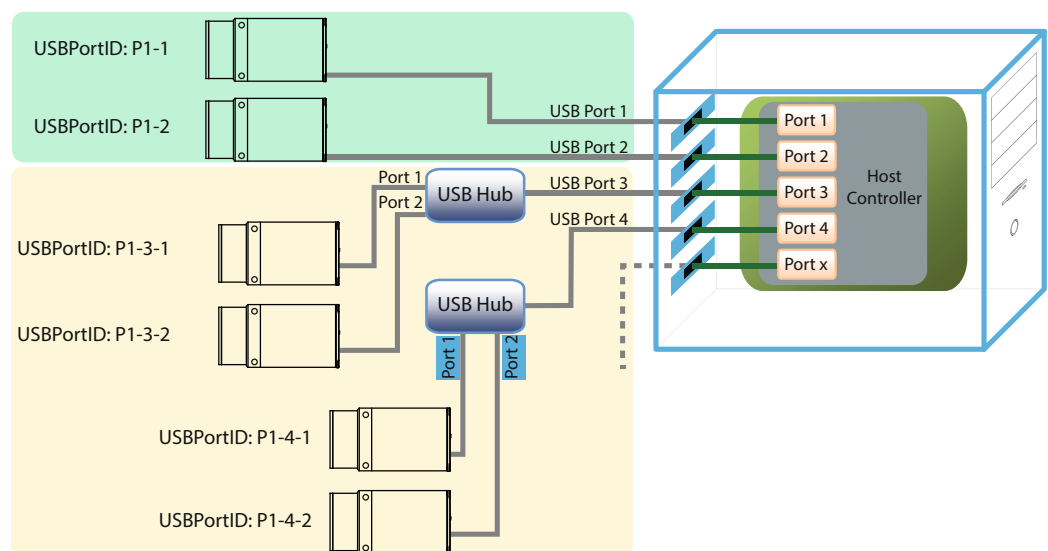 USBPortID: P1-1
USBPortID: P1-2
USB Port 1
USB Port 2
Port 1
Port 2
USB Hub
USB Port 3
USB Port 4
USBPortID: P1-3-1
USBPortID: P1-3-2
USB Hub
Port 1
Port 2
USBPortID: P1-4-1
USBPortID: P1-4-2
Port 1
Port 2
Port 3
Port 4
Port x
Host
Controller